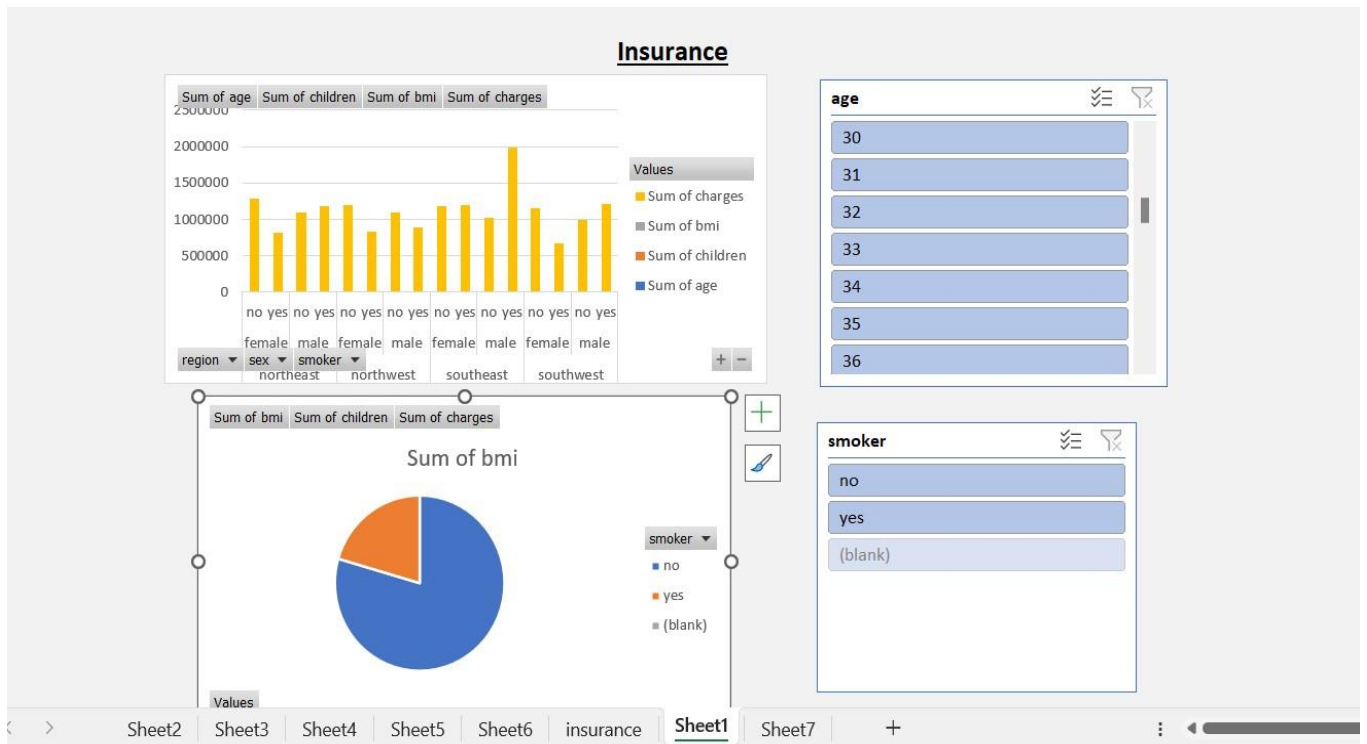 Insurance
Sum of age Sum of children Sum of bmi Sum of charges
2500000
2000000
1500000
1000000
500000
0
Values
Sum of charges
Sum of bmi
Sum of children
Sum of age
no yes no yes no yes no yes no yes no yes no yes no yes
female male female male female male female male
region sex smoker
northeast northwest southeast southwest
+ −
age
30
31
32
33
34
35
36
Sum of bmi Sum of children Sum of charges
Sum of bmi
smoker
no
yes
(blank)
Values
smoker
no
yes
(blank)
Sheet2 Sheet3 Sheet4 Sheet5 Sheet6 insurance Sheet1 Sheet7 +